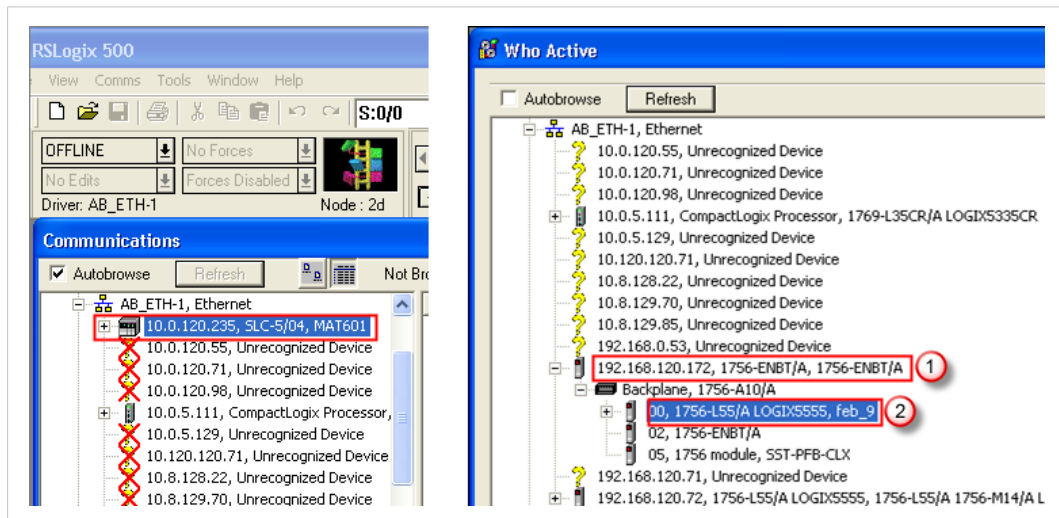 RSLogix 500
View Comms Tools Window Help
S:0/0
OFFLINE No Forces
No Edits Forces Disabled
Driver: AB_ETH-1 Node : 2d
Communications
Autobrowse Refresh Not Bro
AB_ETH-1, Ethernet
10.0.120.235, SLC-5/04, MAT601
10.0.120.55, Unrecognized Device
10.0.120.71, Unrecognized Device
10.0.120.98, Unrecognized Device
10.0.5.111, CompactLogix Processor,
10.0.5.129, Unrecognized Device
10.120.120.71, Unrecognized Device
10.8.128.22, Unrecognized Device
10.8.129.70, Unrecognized Device
Who Active
Autobrowse Refresh
AB_ETH-1, Ethernet
10.0.120.55, Unrecognized Device
10.0.120.71, Unrecognized Device
10.0.120.98, Unrecognized Device
10.0.5.111, CompactLogix Processor, 1769-L35CR/A LOGIX5335CR
10.0.5.129, Unrecognized Device
10.120.120.71, Unrecognized Device
10.8.128.22, Unrecognized Device
10.8.129.70, Unrecognized Device
10.8.129.85, Unrecognized Device
192.168.0.53, Unrecognized Device
192.168.120.172, 1756-ENBT/A, 1756-ENBT/A 1
Backplane, 1756-A10/A
00, 1756-L55/A LOGIX5555, feb_9 2
02, 1756-ENBT/A
05, 1756 module, SST-PFB-CLX
192.168.120.71, Unrecognized Device
192.168.120.72, 1756-L55/A LOGIX5555, 1756-L55/A 1756-M14/A L